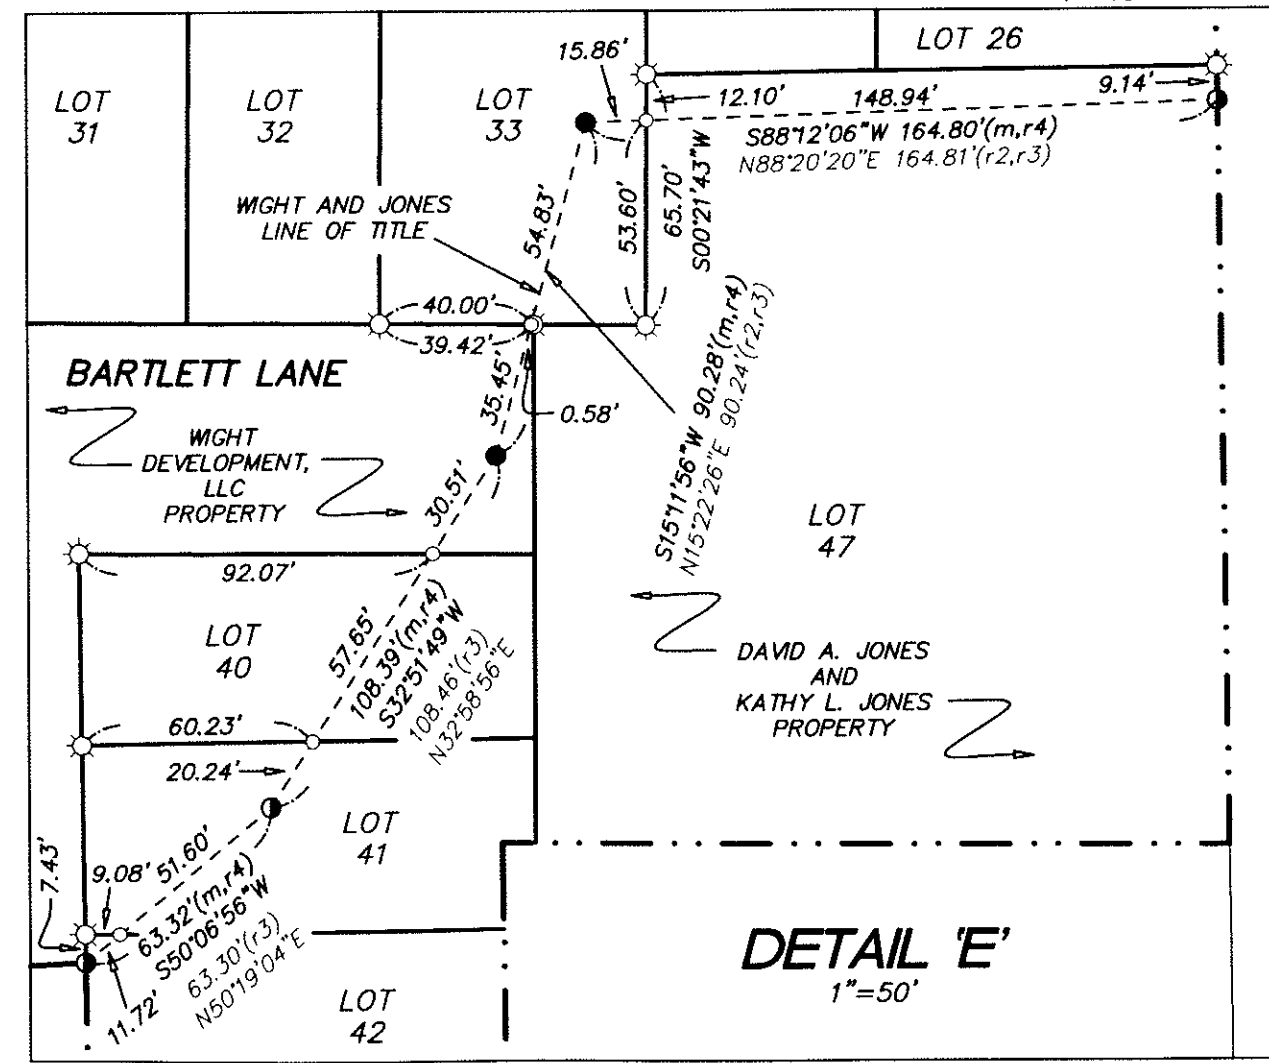 LOT 26
15.86'
9.14'
12.10'
148.94'
LOT
31
LOT
32
LOT
33
S88°12'06"W 164.80'(m,r4)
N88°20'20"E 164.81'(r2,r3)
WIGHT AND JONES
LINE OF TITLE
54.83'
53.60'
65.70'
S00°21'43"W
40.00'
39.42'
BARTLETT LANE
35.45'
0.58'
S15°11'56"W 90.28'(m,r4)
N15°22'26"E 90.24'(r2,r3)
WIGHT
DEVELOPMENT,
LLC
PROPERTY
30.51'
LOT
47
92.07'
LOT
40
57.65'
108.39'(m,r4)
S32°51'49"W
108.46'(r3)
N32°58'56"E
DAVID A. JONES
AND
KATHY L. JONES
PROPERTY
60.23'
20.24'
LOT
41
7.43'
9.08'
51.60'
63.32'(m,r4)
S50°06'56"W
63.30'(r3)
N50°19'04"E
11.72'
LOT
42
DETAIL 'E'
1"=50'